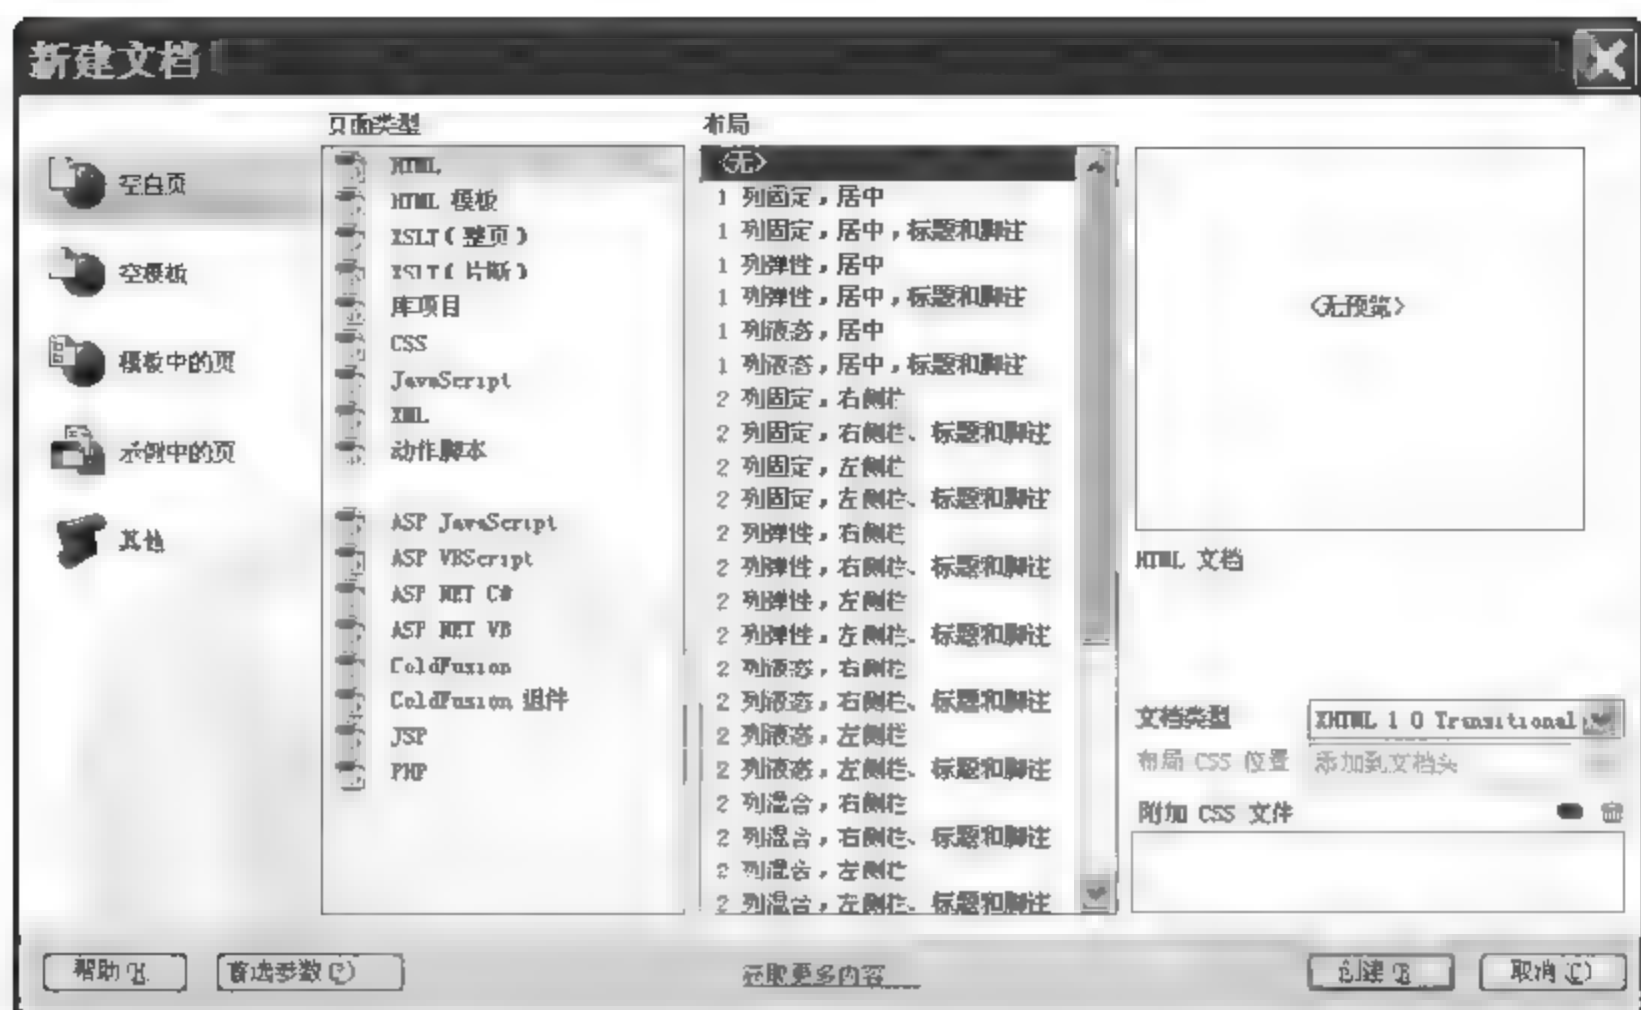 新建文档
空白页
空模板
模板中的页
示例中的页
其他
页面类型
HTML
HTML 模板
XSLT(整页)
XSLT(片断)
库项目
CSS
JavaScript
XML
动作脚本
ASP JavaScript
ASP VBScript
ASP NET C#
ASP NET VB
ColdFusion
ColdFusion 组件
JSP
PHP
布局
<无>
1 列固定，居中
1 列固定，居中，标题和脚注
1 列弹性，居中
1 列弹性，居中，标题和脚注
1 列液态，居中
1 列液态，居中，标题和脚注
2 列固定，右侧栏
2 列固定，右侧栏、标题和脚注
2 列固定，左侧栏
2 列固定，左侧栏、标题和脚注
2 列弹性，右侧栏
2 列弹性，右侧栏、标题和脚注
2 列弹性，左侧栏
2 列弹性，左侧栏、标题和脚注
2 列液态，右侧栏
2 列液态，右侧栏、标题和脚注
2 列液态，左侧栏
2 列液态，左侧栏、标题和脚注
2 列混合，右侧栏
2 列混合，右侧栏、标题和脚注
2 列混合，左侧栏
2 列混合，左侧栏、标题和脚注
<无预览>
HTML 文档
文档类型
XHTML 1 0 Transitional
布局 CSS 位置
添加到文档头
附加 CSS 文件
帮助
首选参数(P)
获取更多内容
创建
取消(C)